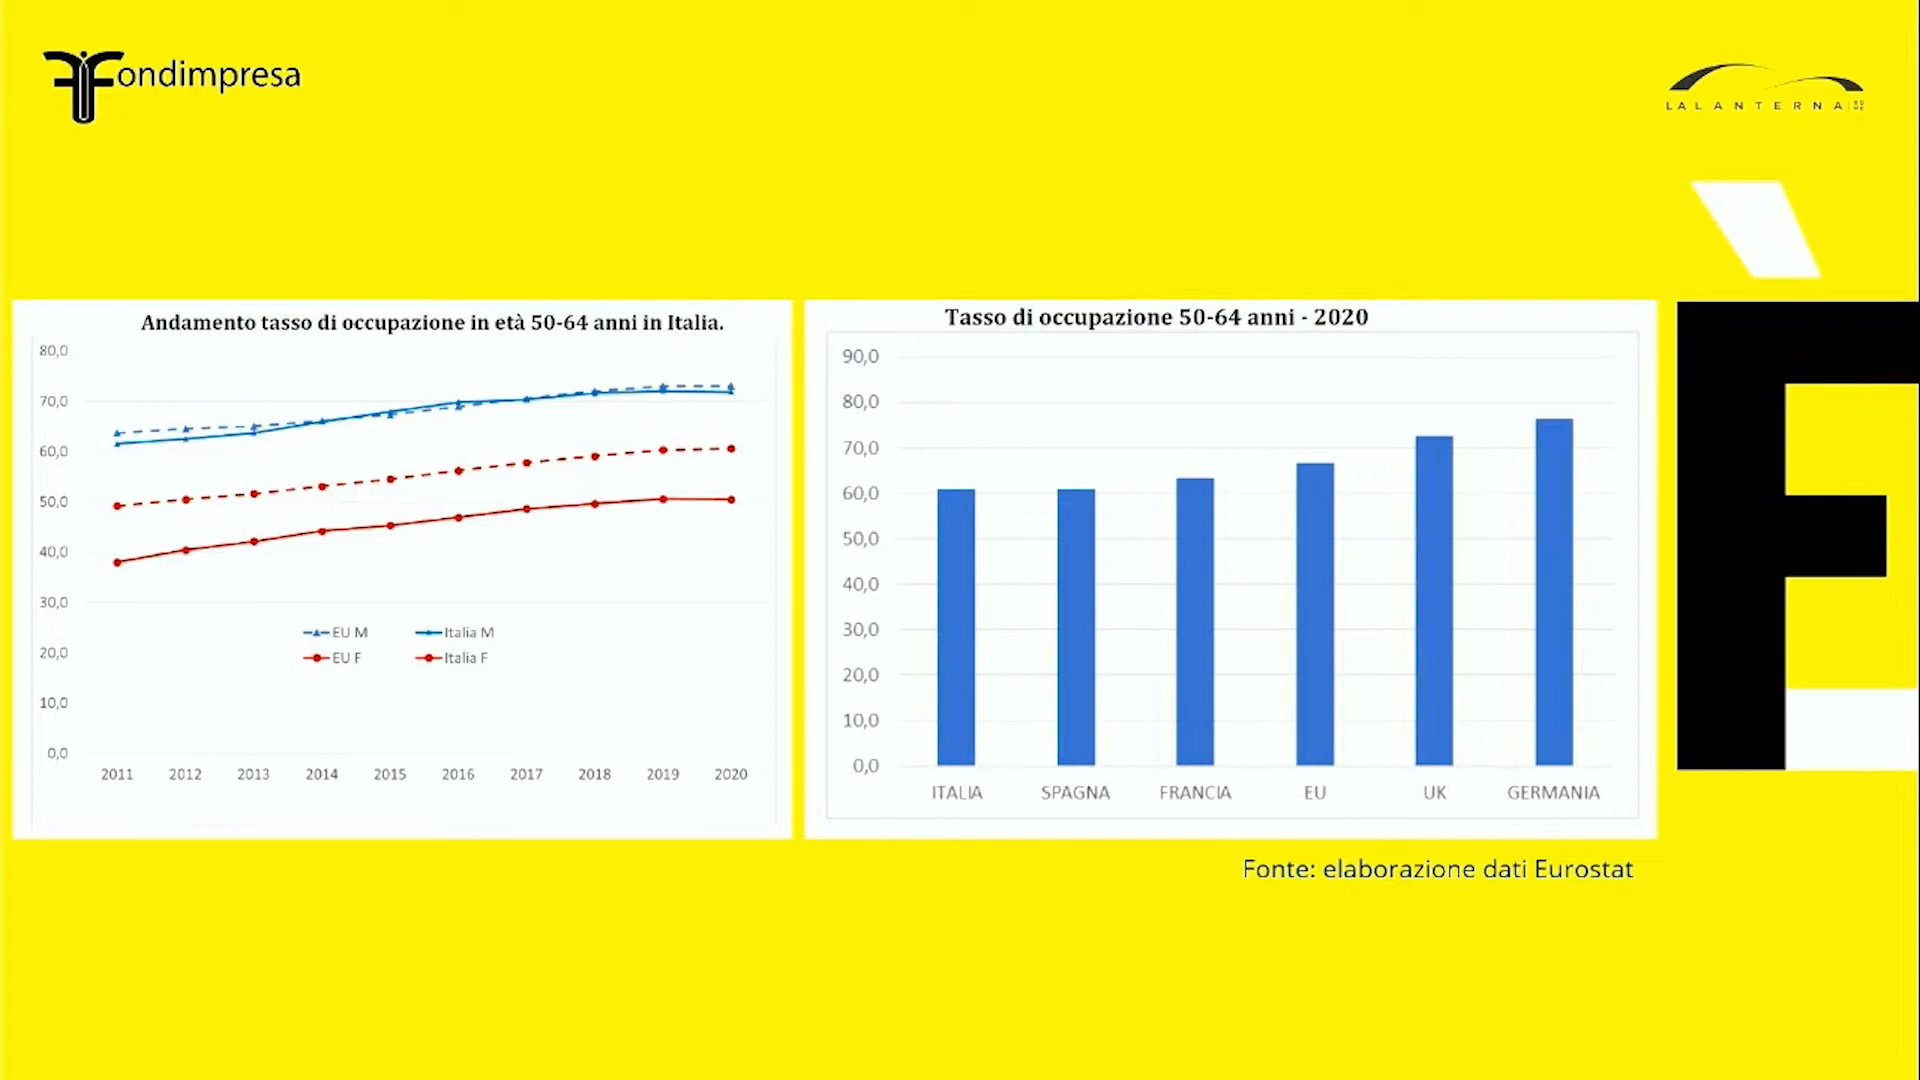 Fondimpresa
LALANTERNA
Andamento tasso di occupazione in età 50-64 anni in Italia.
80,0
70,0
60,0
50,0
40,0
30,0
20,0
10,0
0,0
EU M
Italia M
EU F
Italia F
2011 2012 2013 2014 2015 2016 2017 2018 2019 2020
Tasso di occupazione 50-64 anni - 2020
90,0
80,0
70,0
60,0
50,0
40,0
30,0
20,0
10,0
0,0
ITALIA SPAGNA FRANCIA EU UK GERMANIA
Fonte: elaborazione dati Eurostat